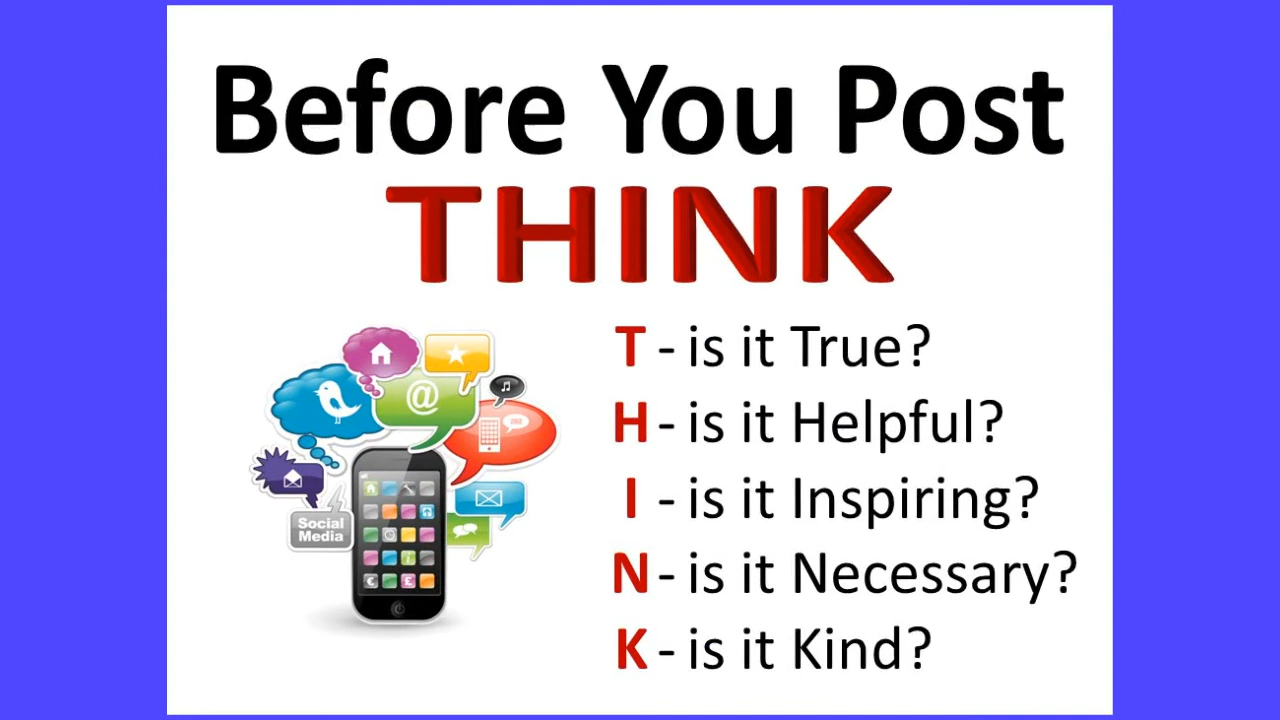 Before You Post
THINK
T - is it True?
H - is it Helpful?
I - is it Inspiring?
N - is it Necessary?
K - is it Kind?
@
Social
Media